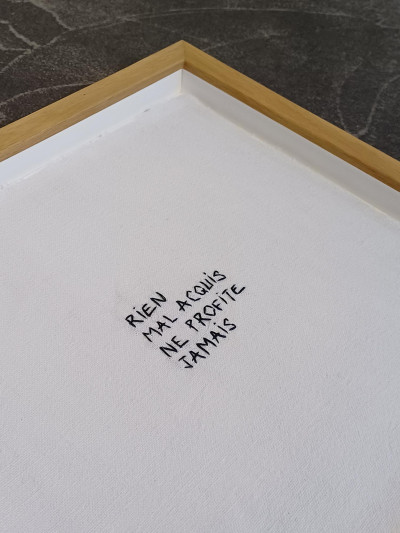 RiEN
MAL ACQUiS
NE PROFiTE
JAMAiS